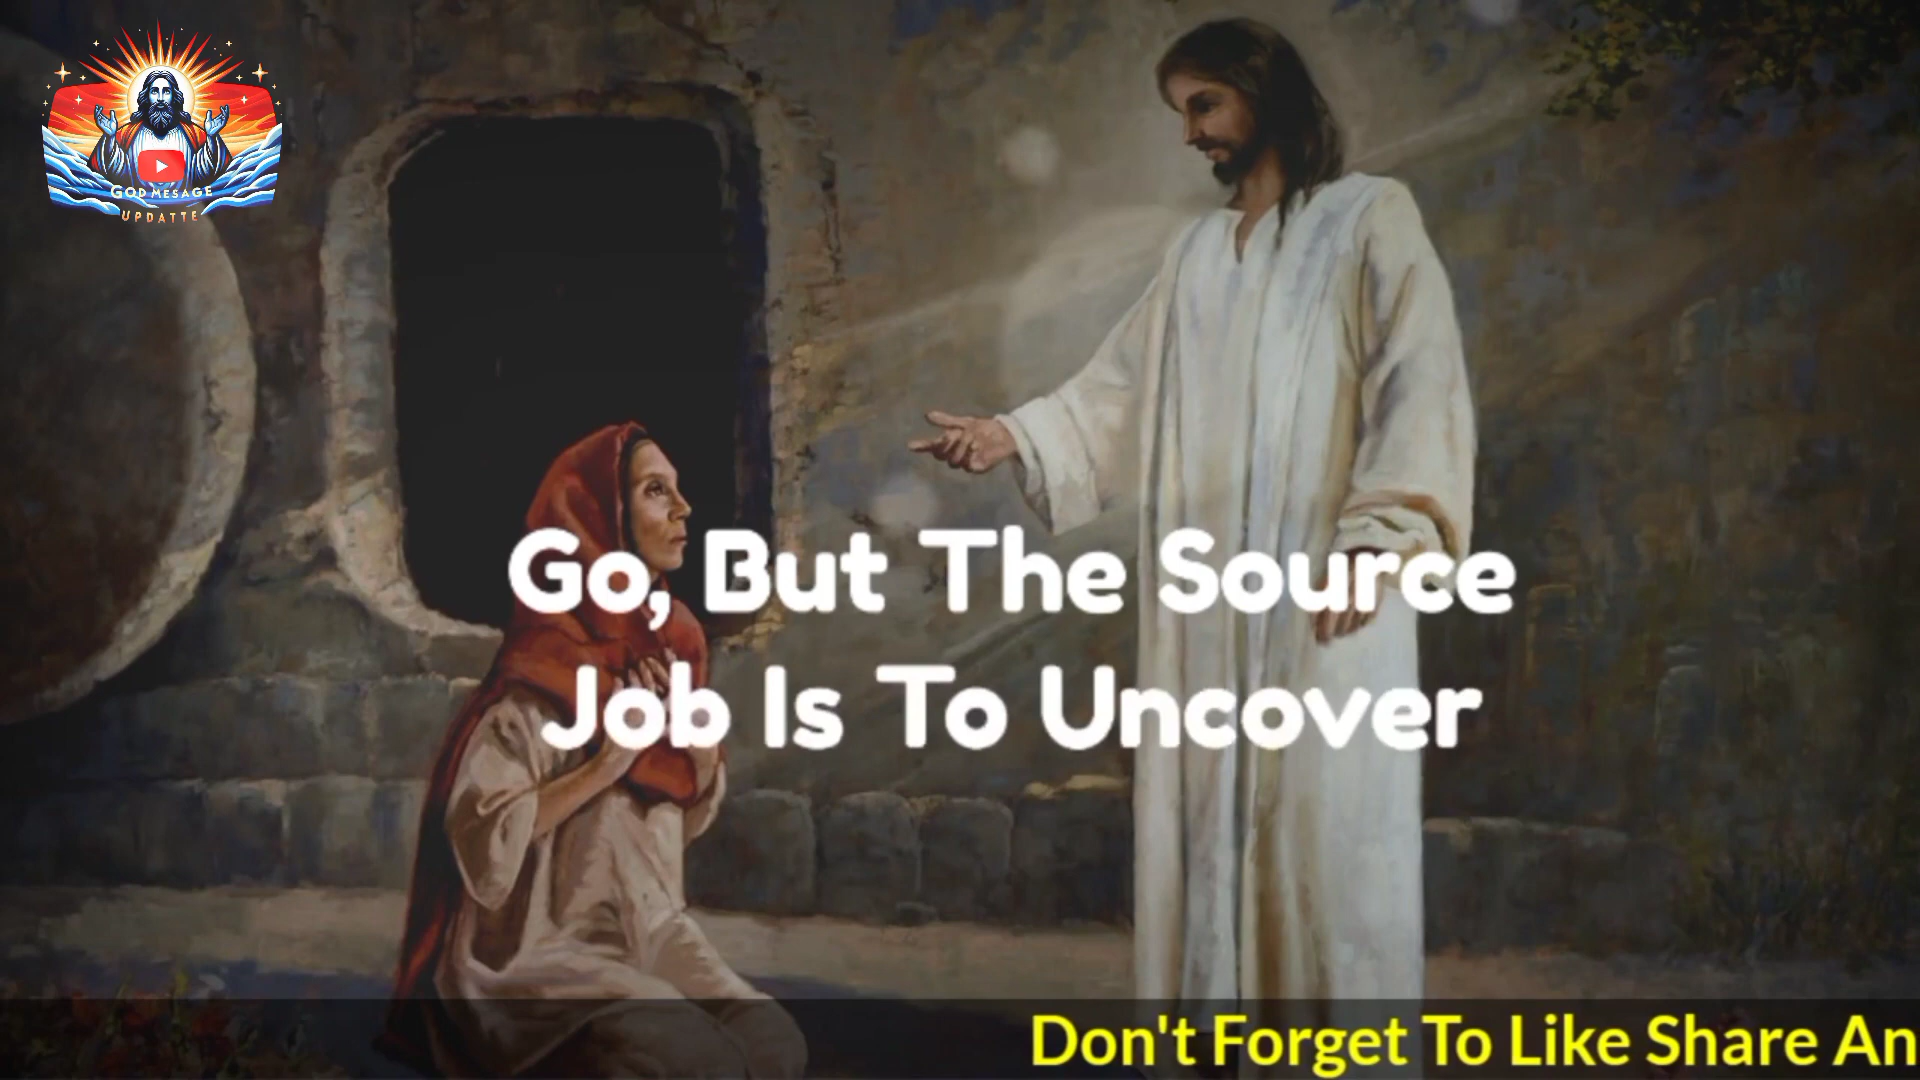 GOD MESAGE
UPDATTE
Go, But The Source
Job Is To Uncover
Don't Forget To Like Share An